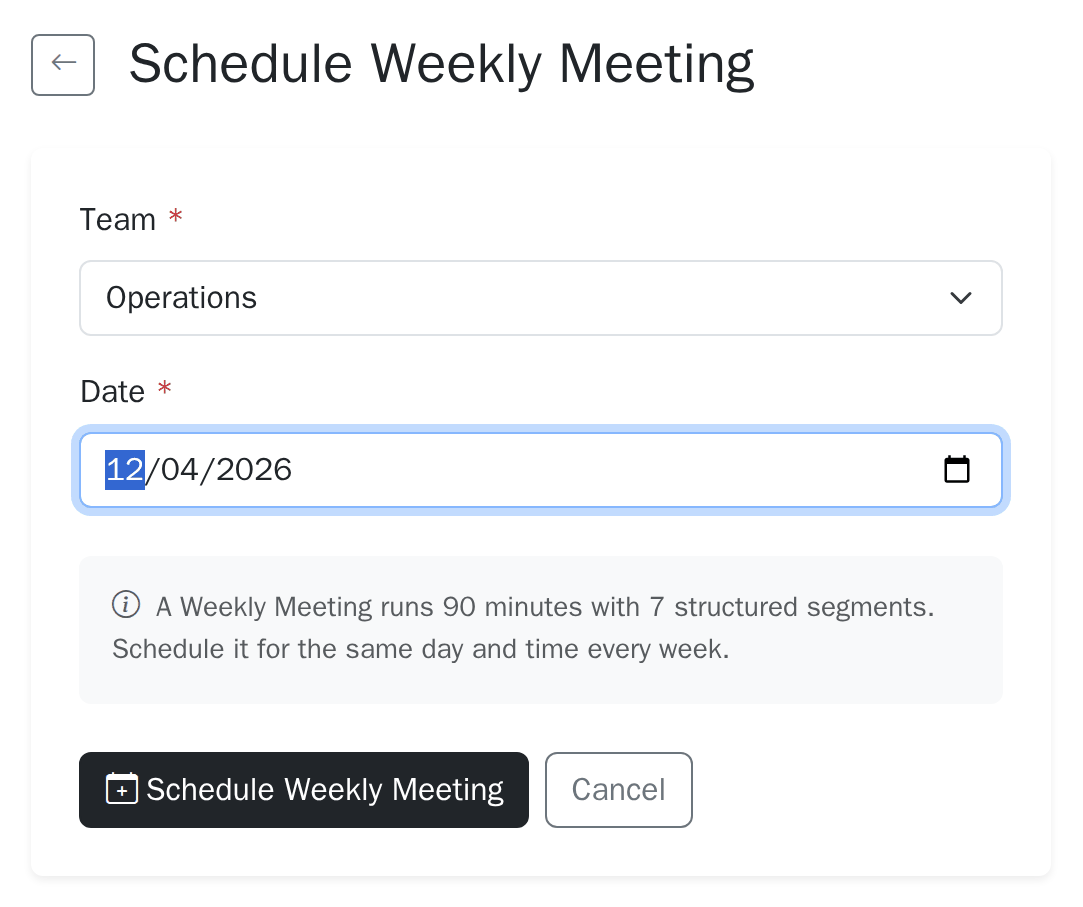 Schedule Weekly Meeting
Team *
Operations
Date *
12/04/2026
A Weekly Meeting runs 90 minutes with 7 structured segments.
Schedule it for the same day and time every week.
Schedule Weekly Meeting
Cancel